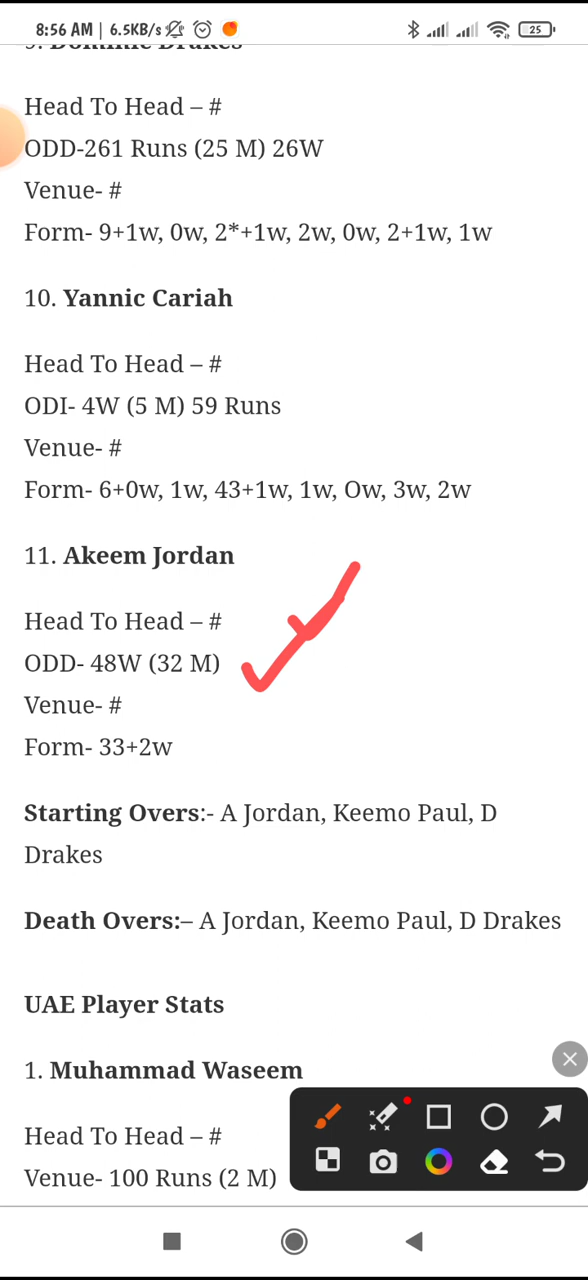 8:56 AM | 6.5KB/s
25
9. Dominic Drakes
Head To Head – #
ODD-261 Runs (25 M) 26W
Venue- #
Form- 9+1w, 0w, 2*+1w, 2w, 0w, 2+1w, 1w
10. Yannic Cariah
Head To Head – #
ODI- 4W (5 M) 59 Runs
Venue- #
Form- 6+0w, 1w, 43+1w, 1w, Ow, 3w, 2w
11. Akeem Jordan
Head To Head – #
ODD- 48W (32 M)
Venue- #
Form- 33+2w
Starting Overs:- A Jordan, Keemo Paul, D
Drakes
Death Overs:– A Jordan, Keemo Paul, D Drakes
UAE Player Stats
1. Muhammad Waseem
Head To Head – #
Venue- 100 Runs (2 M)